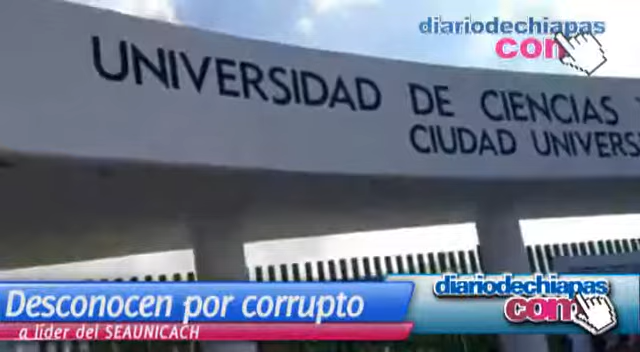 diariodechiapas
com
UNIVERSIDAD DE CIENCIAS
CIUDAD UNIVERS
Desconocen por corrupto
a líder del SEAUNICACH
diariodechiapas
com